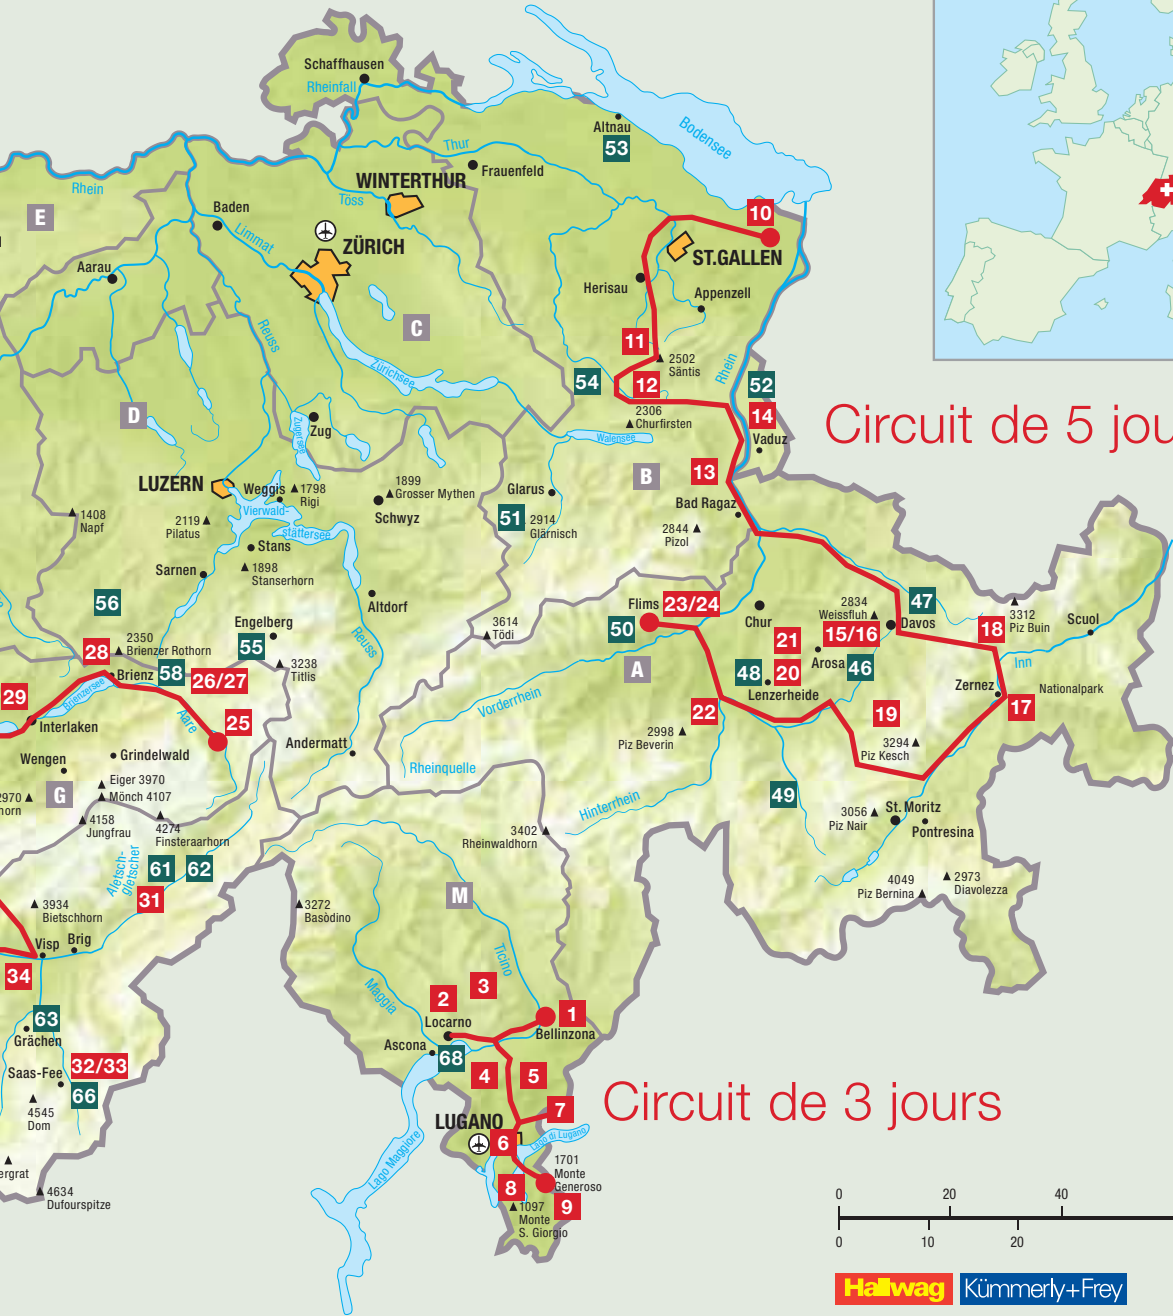 Schaffhausen
Rheinfall
Altnau
53
Bodensee
Thur
Frauenfeld
WINTERTHUR
Töss
Rhein
E
Baden
Limmat
ZÜRICH
Aarau
10
ST.GALLEN
Herisau
Appenzell
C
Reuss
11
2502
Säntis
Rhein
Zürichsee
54
12
52
D
2306
Churfirsten
14
Vaduz
Circuit de 5 jou
Zug
Zugersee
Walensee
13
B
LUZERN
Weggis
1798
Rigi
1899
Grosser Mythen
Schwyz
Glarus
Bad Ragaz
Vierwald-
stättersee
1408
Napf
2119
Pilatus
51
2914
Glärnisch
2844
Pizol
Stans
Sarnen
1898
Stanserhorn
Altdorf
56
Engelberg
55
Reuss
3614
Tödi
Flims
23/24
50
Chur
2834
Weissfluh
47
Davos
3312
Piz Buin
Scuol
18
28
2350
Brienzer Rothorn
Brienz
58
26/27
3238
Titlis
21
15/16
Arosa
46
48
20
Lenzerheide
Inn
A
29
Brienzersee
Interlaken
Aare
25
Vorderrhein
22
19
Zernez
Nationalpark
17
Wengen
Grindelwald
Andermatt
2998
Piz Beverin
3294
Piz Kesch
Eiger 3970
Mönch 4107
G
2970
horn
Rheinquelle
Hinterrhein
49
4158
Jungfrau
4274
Finsteraarhorn
3402
Rheinwaldhorn
3056
Piz Nair
St. Moritz
Pontresina
Aletsch-
gletscher
61
62
31
M
4049
Piz Bernina
2973
Diavolezza
3934
Bietschhorn
3272
Basòdino
Visp
Brig
Ticino
34
Maggia
2
3
1
63
Grächen
Locarno
Bellinzona
Ascona
68
Saas-Fee
32/33
66
4
5
4545
Dom
7
Circuit de 3 jours
LUGANO
6
Lago di Lugano
ergrat
Lago Maggiore
1701
Monte
Generoso
4634
Dufourspitze
8
9
1097
Monte
S. Giorgio
0
20
40
0
10
20
Hallwag
Kümmerly+Frey